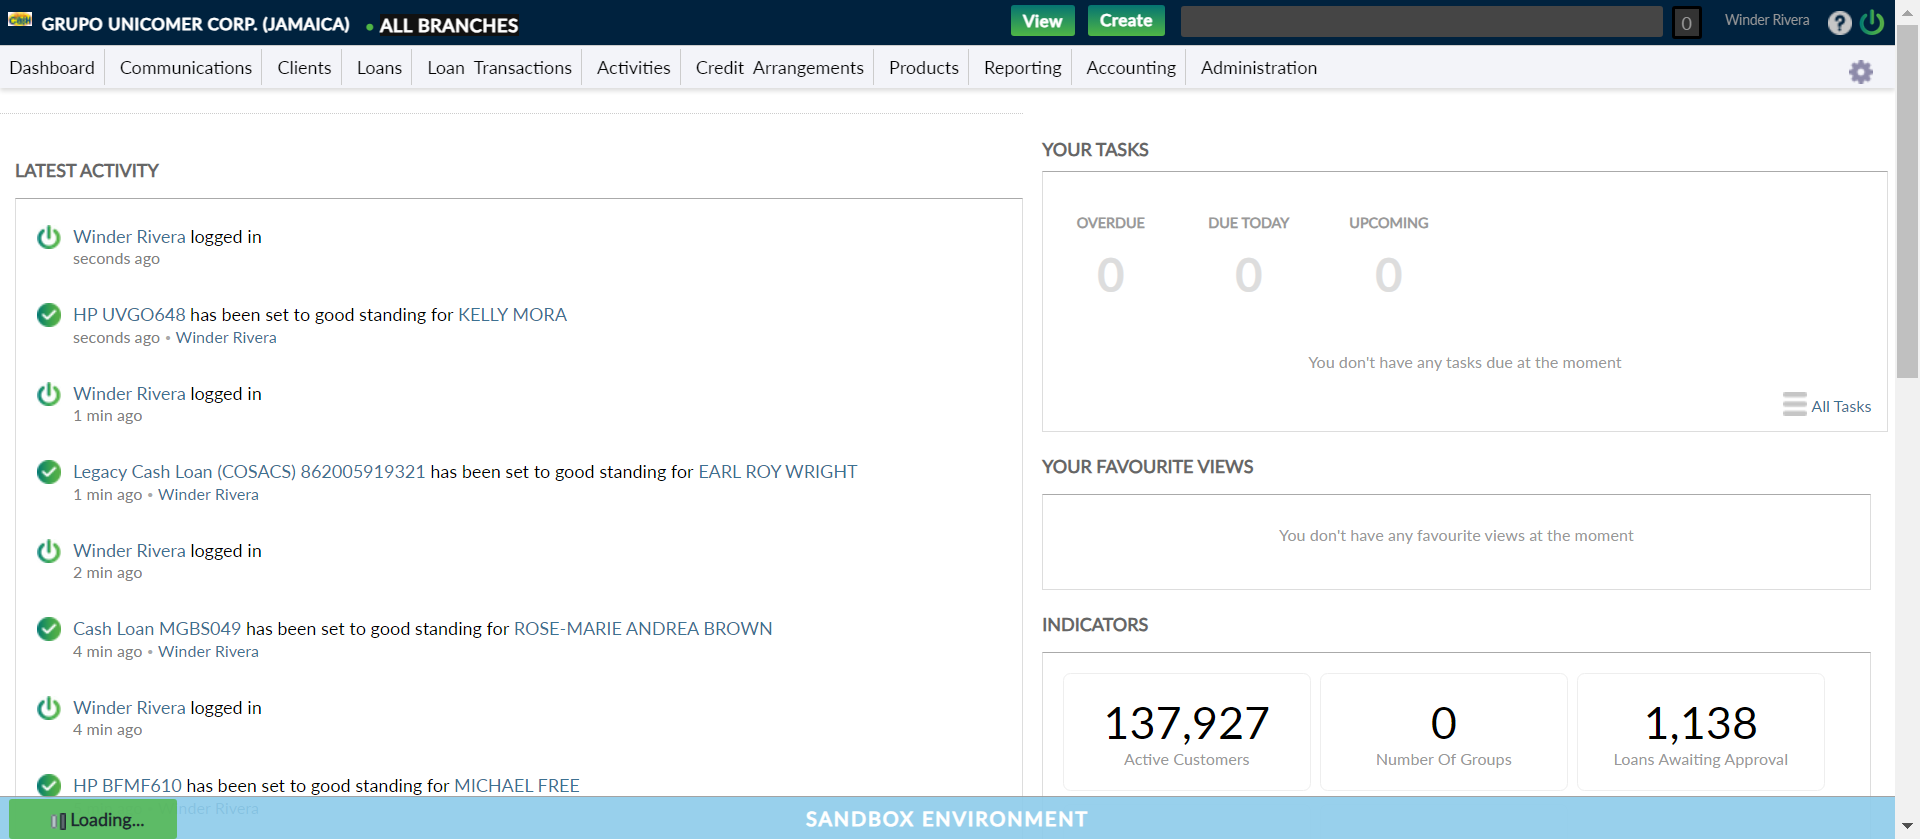 GRUPO UNICOMER CORP. (JAMAICA) • ALL BRANCHES
View
Create
0
Winder Rivera
?
Dashboard
Communications
Clients
Loans
Loan Transactions
Activities
Credit Arrangements
Products
Reporting
Accounting
Administration
LATEST ACTIVITY
Winder Rivera logged in
seconds ago
HP UVGO648 has been set to good standing for KELLY MORA
seconds ago • Winder Rivera
Winder Rivera logged in
1 min ago
Legacy Cash Loan (COSACS) 862005919321 has been set to good standing for EARL ROY WRIGHT
1 min ago • Winder Rivera
Winder Rivera logged in
2 min ago
Cash Loan MGBS049 has been set to good standing for ROSE-MARIE ANDREA BROWN
4 min ago • Winder Rivera
Winder Rivera logged in
4 min ago
HP BFMF610 has been set to good standing for MICHAEL FREE
YOUR TASKS
OVERDUE
0
DUE TODAY
0
UPCOMING
0
You don't have any tasks due at the moment
All Tasks
YOUR FAVOURITE VIEWS
You don't have any favourite views at the moment
INDICATORS
137,927
Active Customers
0
Number Of Groups
1,138
Loans Awaiting Approval
Loading...
SANDBOX ENVIRONMENT